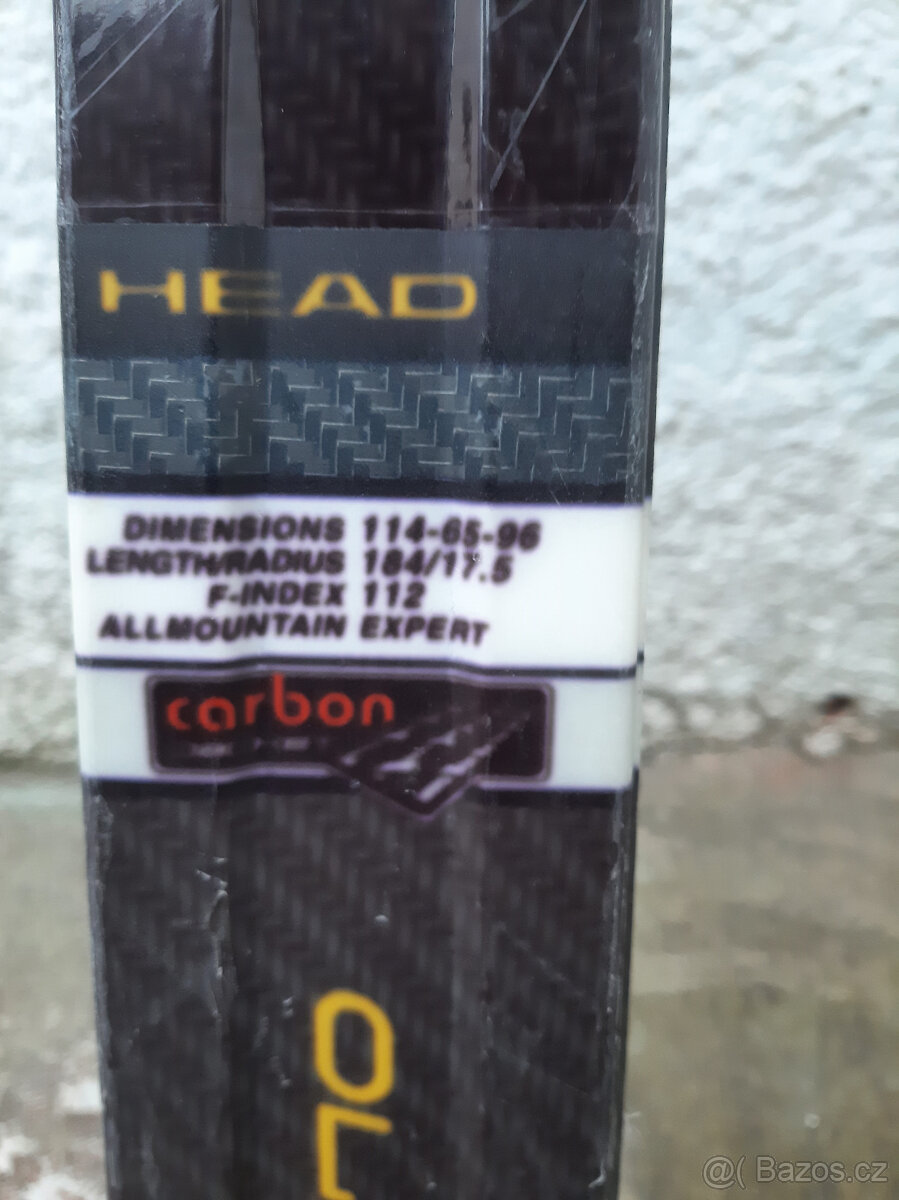 HEAD
DIMENSIONS 114-65-96
LENGTH/RADIUS 184/17.5
F-INDEX 112
ALLMOUNTAIN EXPERT
carbon
@( Bazos.cz